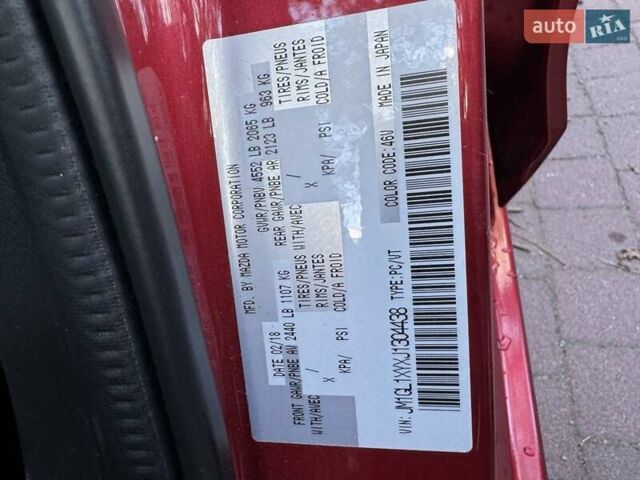 auto RIA
MFD. BY MAZDA MOTOR CORPORATION
DATE 02/18 GVWR/PNBV 4552 LB 2065 KG
FRONT GAWR/PNBE AV 2440 LB 1107 KG REAR GAWR/PNBE AR 2123 LB 963 KG
WITH/AVEC TIRES/PNEUS WITH/AVEC TIRES/PNEUS
X RIMS/JANTES X RIMS/JANTES
KPA/ PSI COLD/A FROID KPA/ PSI COLD/A FROID
COLOR CODE:46V MADE IN JAPAN
VIN: JM1GL1XYXJ1304438 TYPE:PC/VT